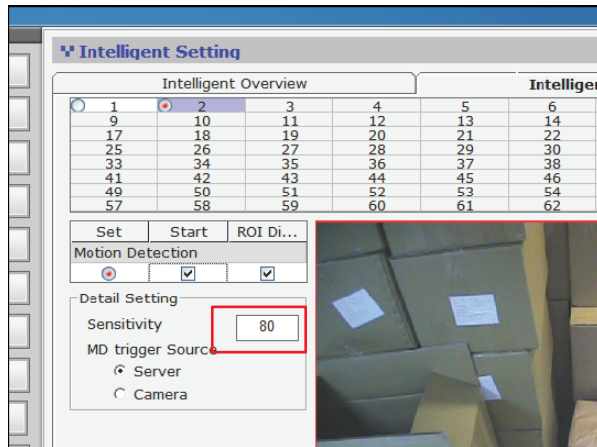 Intelligent Setting
Intelligent Overview Intellige
1 2 3 4 5 6
9 10 11 12 13 14
17 18 19 20 21 22
25 26 27 28 29 30
33 34 35 36 37 38
41 42 43 44 45 46
49 50 51 52 53 54
57 58 59 60 61 62
Set Start ROI Di...
Motion Detection
Detail Setting
Sensitivity 80
MD trigger Source
Server
Camera